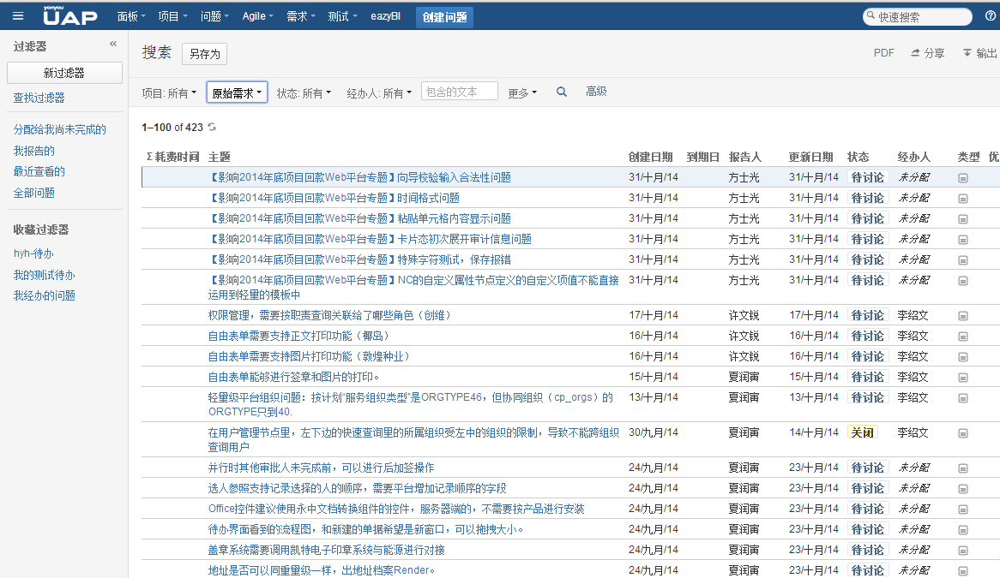 yonyou
UAP 面板 项目 问题 Agile 需求 测试 eazyBI 创建问题 快速搜索
过滤器 «
新过滤器
查找过滤器
分配给我尚未完成的
我报告的
最近查看的
全部问题
收藏过滤器
hyh-待办
我的测试待办
我经办的问题
搜索 另存为 PDF 分享 输出
项目: 所有 原始需求 状态: 所有 经办人: 所有 包含的文本 更多 高级
1–100 of 423
Σ 耗费时间 主题 创建日期 到期日 报告人 更新日期 状态 经办人 类型 优
【影响2014年底项目回款Web平台专题】向导校验输入合法性问题 31/十月/14 方士光 31/十月/14 待讨论 未分配
【影响2014年底项目回款Web平台专题】时间格式问题 31/十月/14 方士光 31/十月/14 待讨论 未分配
【影响2014年底项目回款Web平台专题】粘贴单元格内容显示问题 31/十月/14 方士光 31/十月/14 待讨论 未分配
【影响2014年底项目回款Web平台专题】卡片态初次展开审计信息问题 31/十月/14 方士光 31/十月/14 待讨论 未分配
【影响2014年底项目回款Web平台专题】特殊字符测试，保存报错 31/十月/14 方士光 31/十月/14 待讨论 未分配
【影响2014年底项目回款Web平台专题】NC的自定义属性节点定义的自定义项值不能直接 31/十月/14 方士光 31/十月/14 待讨论 未分配
运用到轻量的模板中
权限管理，需要按职责查询关联给了哪些角色（创维） 17/十月/14 许文锐 17/十月/14 待讨论 李绍文
自由表单需要支持正文打印功能（椰岛） 16/十月/14 许文锐 16/十月/14 待讨论 李绍文
自由表单需要支持图片打印功能（敦煌种业） 16/十月/14 许文锐 16/十月/14 待讨论 李绍文
自由表单能够进行签章和图片的打印。 15/十月/14 夏润寅 15/十月/14 待讨论 李绍文
轻量级平台组织问题：按计划“服务组织类型”是ORGTYPE46，但协同组织（cp_orgs）的 13/十月/14 夏润寅 13/十月/14 待讨论 李绍文
ORGTYPE只到40.
在用户管理节点里，左下边的快速查询里的所属组织受左中的组织的限制，导致不能跨组织 30/九月/14 夏润寅 14/十月/14 关闭 李绍文
查询用户
并行时其他审批人未完成前，可以进行后加签操作 24/九月/14 夏润寅 23/十月/14 待讨论 未分配
选人参照支持记录选择的人的顺序，需要平台增加记录顺序的字段 24/九月/14 夏润寅 23/十月/14 待讨论 未分配
Office控件建议使用永中文档转换组件的控件，服务器端的，不需要按产品进行安装 24/九月/14 夏润寅 23/十月/14 待讨论 未分配
待办界面看到的流程图，和新建的单据希望是新窗口，可以拖拽大小。 24/九月/14 夏润寅 23/十月/14 待讨论 未分配
盖章系统需要调用凯特电子印章系统与能源进行对接 24/九月/14 夏润寅 23/十月/14 待讨论 未分配
地址是否可以同重量级一样，出地址档案Render。 24/九月/14 夏润寅 23/十月/14 待讨论 未分配